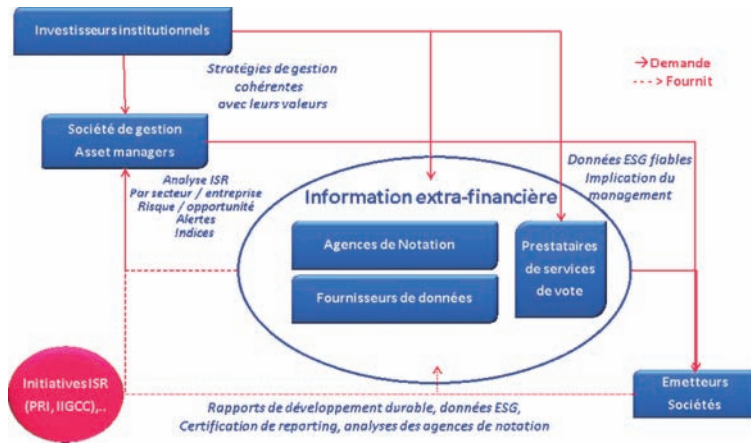 Investisseurs institutionnels
Stratégies de gestion
cohérentes
avec leurs valeurs
→Demande
---> Fournit
Société de gestion
Asset managers
Analyse ISR
Par secteur / entreprise
Risque / opportunité
Alertes
Indices
Données ESG fiables
Implication du
management
Information extra-financière
Agences de Notation
Fournisseurs de données
Prestataires
de services
de vote
Initiatives ISR
(PRI, IIGCC),..
Emetteurs
Sociétés
Rapports de développement durable, données ESG,
Certification de reporting, analyses des agences de notation